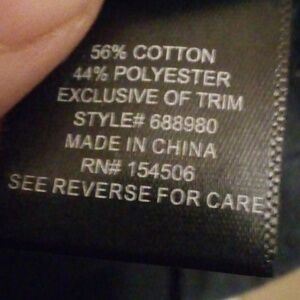 56% COTTON
44% POLYESTER
EXCLUSIVE OF TRIM
STYLE# 688980
MADE IN CHINA
RN# 154506
SEE REVERSE FOR CARE